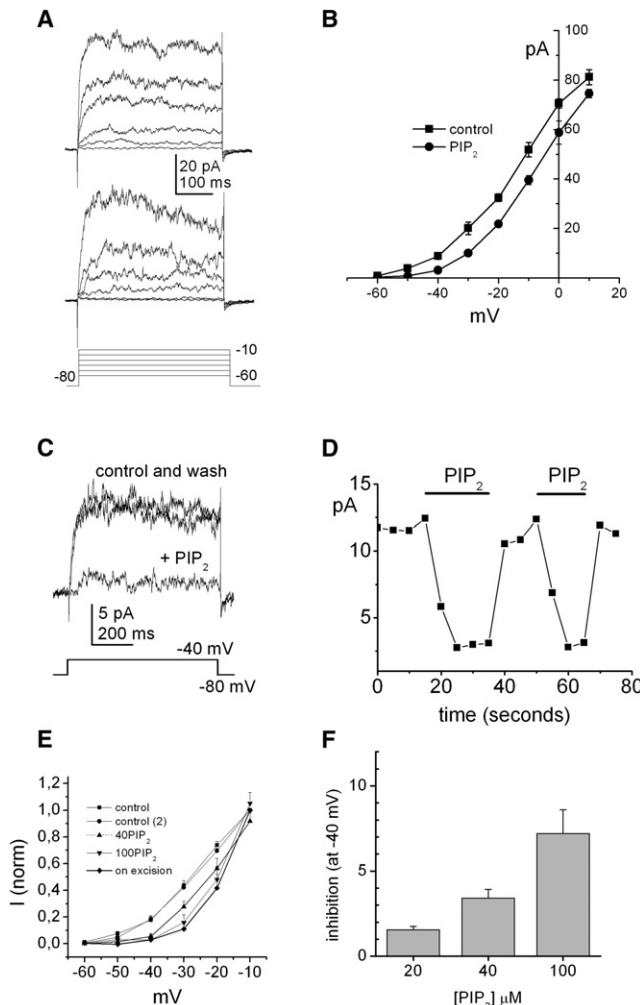 A
20 pA
100 ms
-10
-80
-60
B
pA
100
80
60
40
20
control
PIP2
-60 -40 -20 0 20
mV
C
control and wash
+ PIP2
5 pA
200 ms
-40 mV
-80 mV
D
PIP2 PIP2
pA
15
10
5
0 20 40 60 80
time (seconds)
E
I (norm)
1,2
1,0
0,8
0,6
0,4
0,2
0,0
control
control (2)
40PIP2
100PIP2
on excision
-60 -50 -40 -30 -20 -10
mV
F
inhibition (at -40 mV)
10
5
0
20 40 100
[PIP2] µM